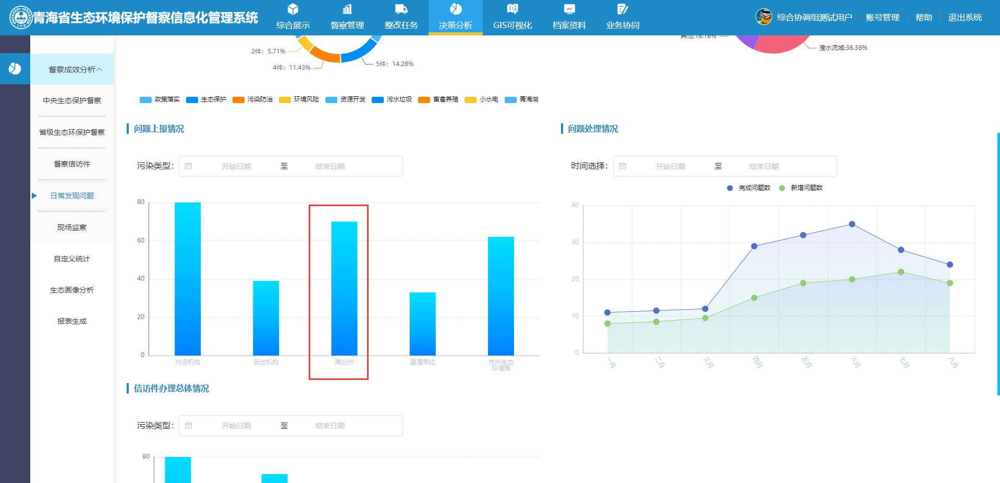 青海省生态环境保护督察信息化管理系统
综合展示
督察管理
整改任务
决策分析
GIS可视化
档案资料
业务协同
综合协调组测试用户
账号管理
帮助
退出系统
督察成效分析
中央生态保护督察
省级生态环保护督察
督察信访件
日常发现问题
现场监察
自定义统计
生态画像分析
报表生成
2件；5.71%
4件；11.43%
5件；14.28%
其他:18.18%
湟水流域:36.36%
政策落实
生态保护
污染防治
环境风险
资源开发
污水垃圾
畜禽养殖
小水电
青海湖
问题上报情况
污染类型：
开始日期
至
结束日期
80
60
40
20
0
内设机构
派出机构
海北州
直属单位
市州生态
环境局
问题处理情况
时间选择：
开始日期
至
结束日期
完成问题数
新增问题数
40
30
20
10
0
一月
二月
三月
四月
五月
六月
七月
八月
信访件办理总体情况
污染类型：
开始日期
至
结束日期
80